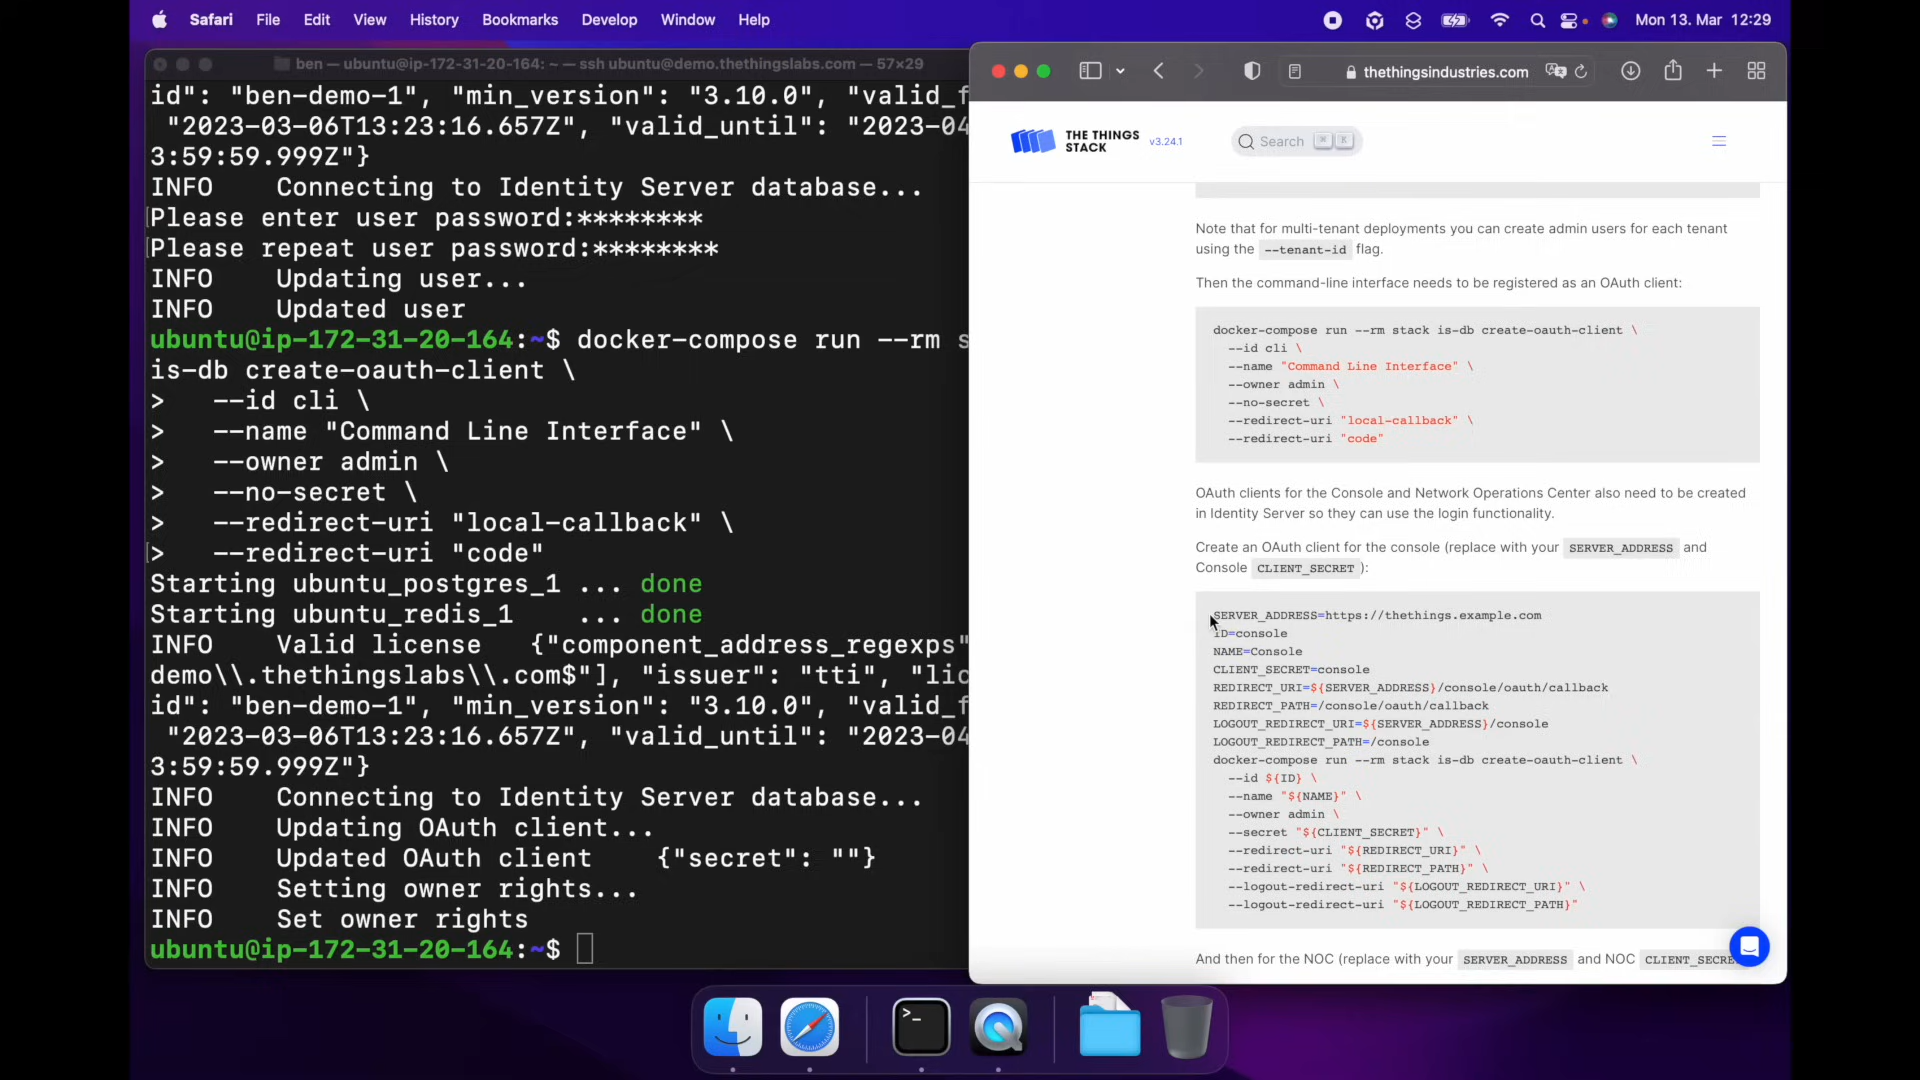 Safari File Edit View History Bookmarks Develop Window Help
Mon 13. Mar 12:29
ben — ubuntu@ip-172-31-20-164: ~ — ssh ubuntu@demo.thethingslabs.com — 57×29
id": "ben-demo-1", "min_version": "3.10.0", "valid_f
"2023-03-06T13:23:16.657Z", "valid_until": "2023-04
3:59:59.999Z"}
INFO Connecting to Identity Server database...
Please enter user password:********
Please repeat user password:********
INFO Updating user...
INFO Updated user
ubuntu@ip-172-31-20-164:~$ docker-compose run --rm s
is-db create-oauth-client \
> --id cli \
> --name "Command Line Interface" \
> --owner admin \
> --no-secret \
> --redirect-uri "local-callback" \
> --redirect-uri "code"
Starting ubuntu_postgres_1 ... done
Starting ubuntu_redis_1 ... done
INFO Valid license {"component_address_regexps"
demo\\.thethingslabs\\.com$"], "issuer": "tti", "lic
id": "ben-demo-1", "min_version": "3.10.0", "valid_f
"2023-03-06T13:23:16.657Z", "valid_until": "2023-04
3:59:59.999Z"}
INFO Connecting to Identity Server database...
INFO Updating OAuth client...
INFO Updated OAuth client {"secret": ""}
INFO Setting owner rights...
INFO Set owner rights
ubuntu@ip-172-31-20-164:~$
thethingsindustries.com
THE THINGS
STACK
v3.24.1
Search ⌘ K
Note that for multi-tenant deployments you can create admin users for each tenant
using the --tenant-id flag.
Then the command-line interface needs to be registered as an OAuth client:
docker-compose run --rm stack is-db create-oauth-client \
--id cli \
--name "Command Line Interface" \
--owner admin \
--no-secret \
--redirect-uri "local-callback" \
--redirect-uri "code"
OAuth clients for the Console and Network Operations Center also need to be created
in Identity Server so they can use the login functionality.
Create an OAuth client for the console (replace with your SERVER_ADDRESS and
Console CLIENT_SECRET ):
SERVER_ADDRESS=https://thethings.example.com
ID=console
NAME=Console
CLIENT_SECRET=console
REDIRECT_URI=${SERVER_ADDRESS}/console/oauth/callback
REDIRECT_PATH=/console/oauth/callback
LOGOUT_REDIRECT_URI=${SERVER_ADDRESS}/console
LOGOUT_REDIRECT_PATH=/console
docker-compose run --rm stack is-db create-oauth-client \
--id ${ID} \
--name "${NAME}" \
--owner admin \
--secret "${CLIENT_SECRET}" \
--redirect-uri "${REDIRECT_URI}" \
--redirect-uri "${REDIRECT_PATH}" \
--logout-redirect-uri "${LOGOUT_REDIRECT_URI}" \
--logout-redirect-uri "${LOGOUT_REDIRECT_PATH}"
And then for the NOC (replace with your SERVER_ADDRESS and NOC CLIENT_SECRE